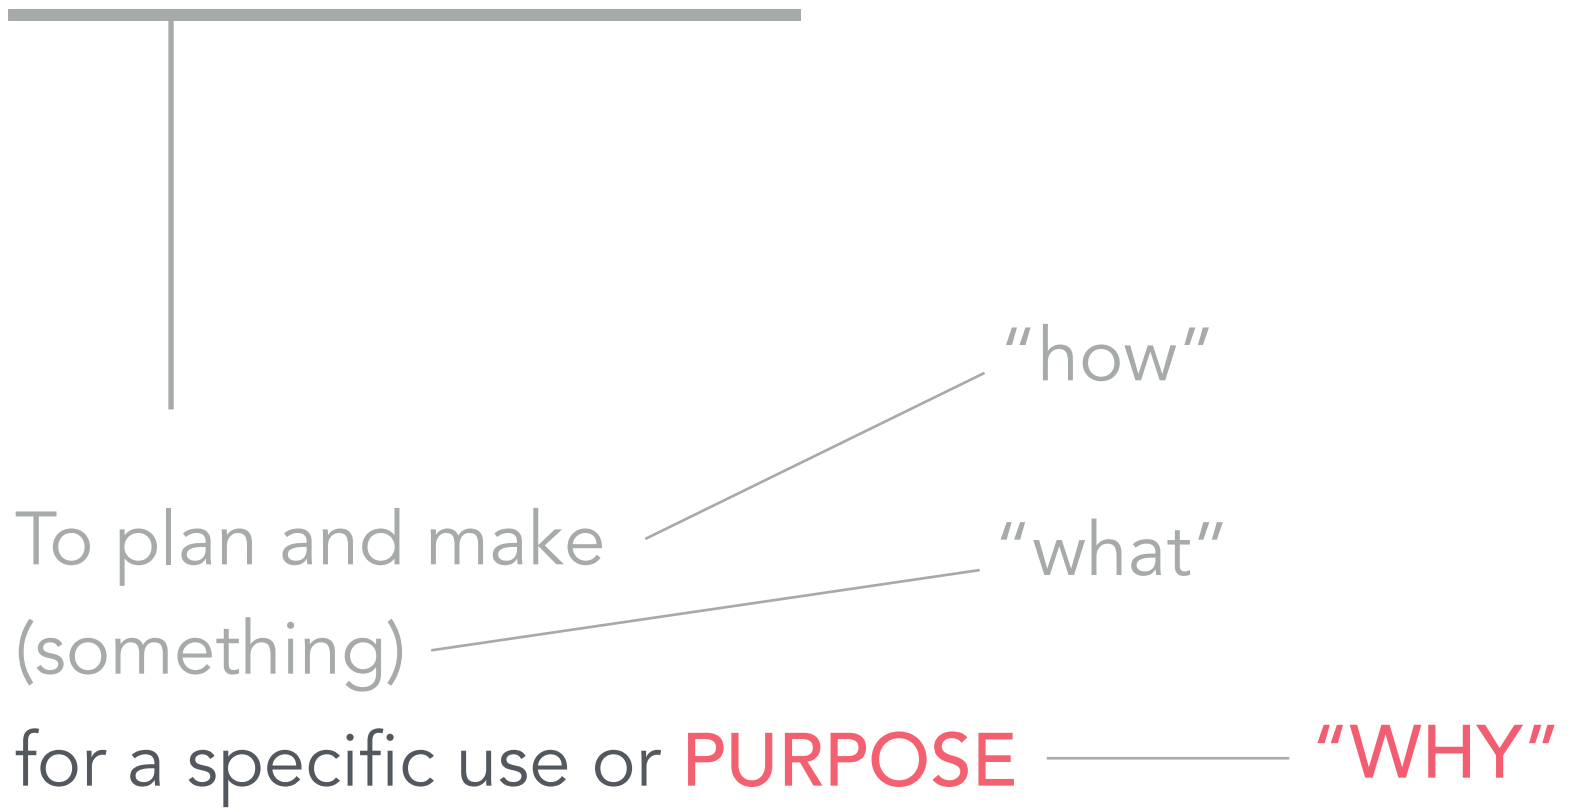 “how”
To plan and make
“what”
(something)
for a specific use or PURPOSE “WHY”